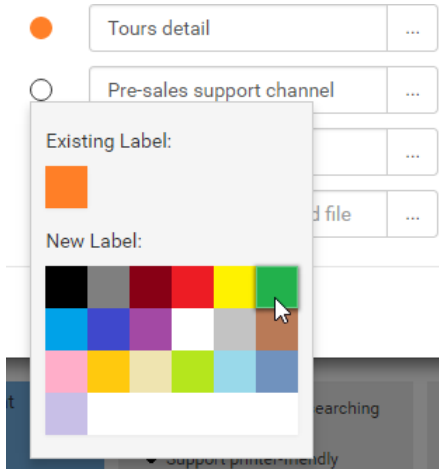 Tours detail
...
Pre-sales support channel
...
Existing Label:
...
d file
...
New Label:
earching
Support printer-friendly